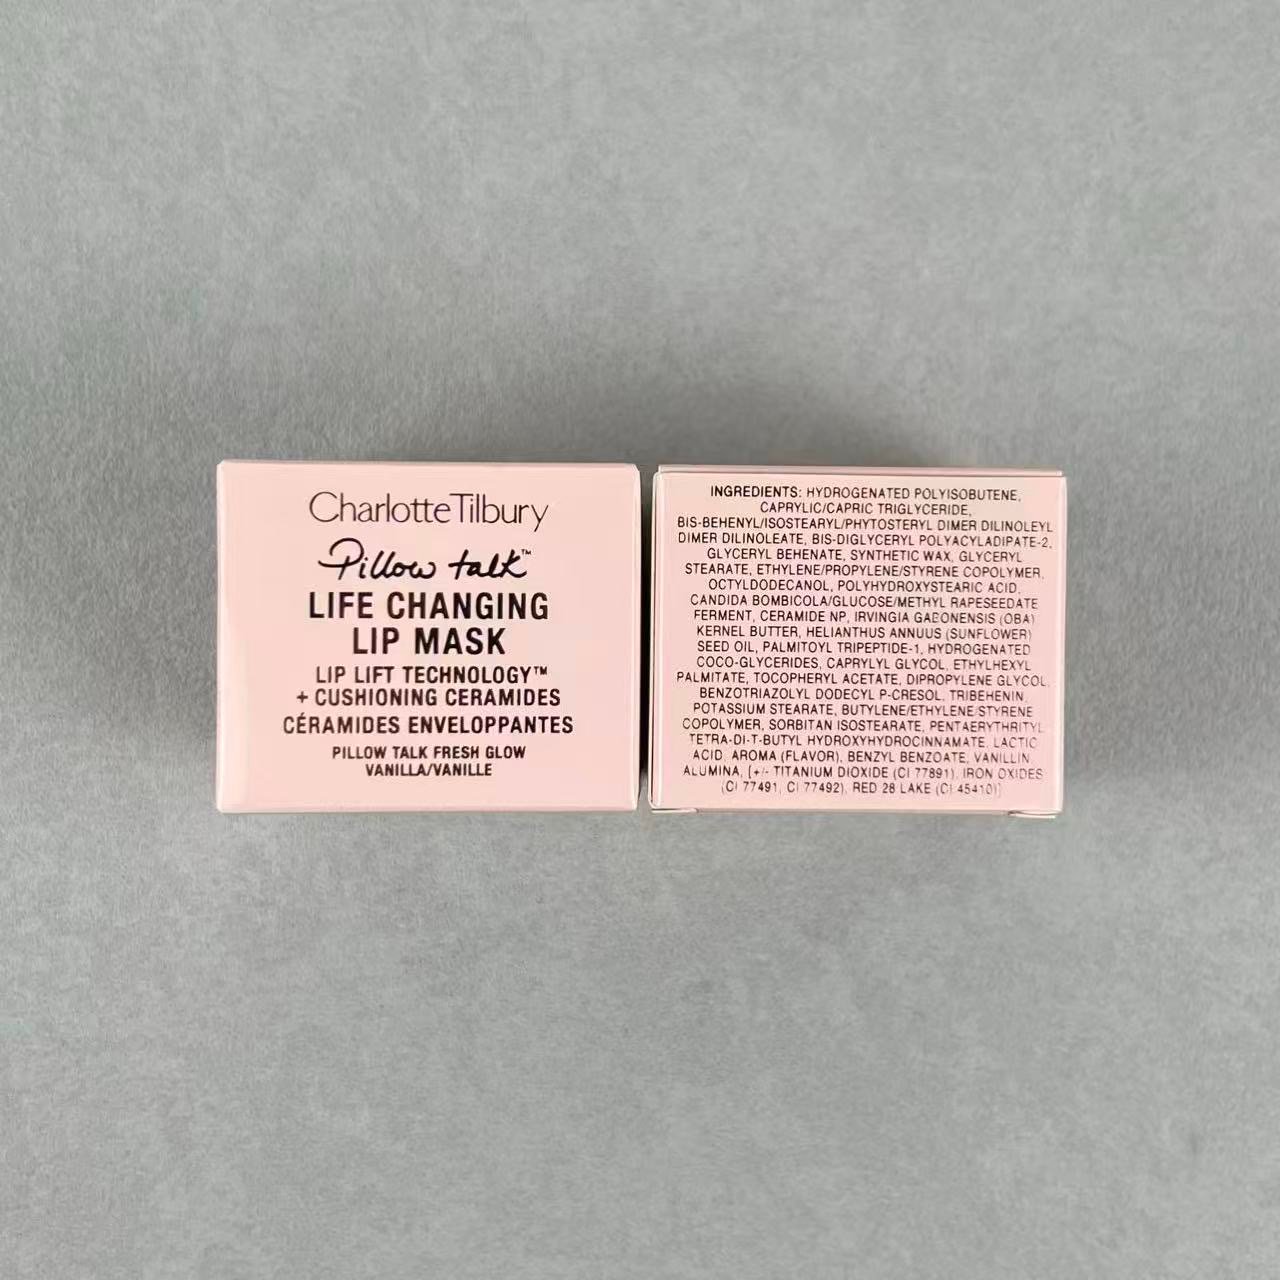 Charlotte Tilbury
Pillow talk™
LIFE CHANGING
LIP MASK
LIP LIFT TECHNOLOGY™
+ CUSHIONING CERAMIDES
CÉRAMIDES ENVELOPPANTES
PILLOW TALK FRESH GLOW
VANILLA/VANILLE
INGREDIENTS: HYDROGENATED POLYISOBUTENE,
CAPRYLIC/CAPRIC TRIGLYCERIDE,
BIS-BEHENYL/ISOSTEARYL/PHYTOSTERYL DIMER DILINOLEYL
DIMER DILINOLEATE, BIS-DIGLYCERYL POLYACYLADIPATE-2,
GLYCERYL BEHENATE, SYNTHETIC WAX, GLYCERYL
STEARATE, ETHYLENE/PROPYLENE/STYRENE COPOLYMER,
OCTYLDODECANOL, POLYHYDROXYSTEARIC ACID,
CANDIDA BOMBICOLA/GLUCOSE/METHYL RAPESEEDATE
FERMENT, CERAMIDE NP, IRVINGIA GABONENSIS (OBA)
KERNEL BUTTER, HELIANTHUS ANNUUS (SUNFLOWER)
SEED OIL, PALMITOYL TRIPEPTIDE-1, HYDROGENATED
COCO-GLYCERIDES, CAPRYLYL GLYCOL, ETHYLHEXYL
PALMITATE, TOCOPHERYL ACETATE, DIPROPYLENE GLYCOL,
BENZOTRIAZOLYL DODECYL P-CRESOL, TRIBEHENIN,
POTASSIUM STEARATE, BUTYLENE/ETHYLENE/STYRENE
COPOLYMER, SORBITAN ISOSTEARATE, PENTAERYTHRITYL
TETRA-DI-T-BUTYL HYDROXYHYDROCINNAMATE, LACTIC
ACID, AROMA (FLAVOR), BENZYL BENZOATE, VANILLIN,
ALUMINA, [+/- TITANIUM DIOXIDE (CI 77891), IRON OXIDES
(CI 77491, CI 77492), RED 28 LAKE (CI 45410)]